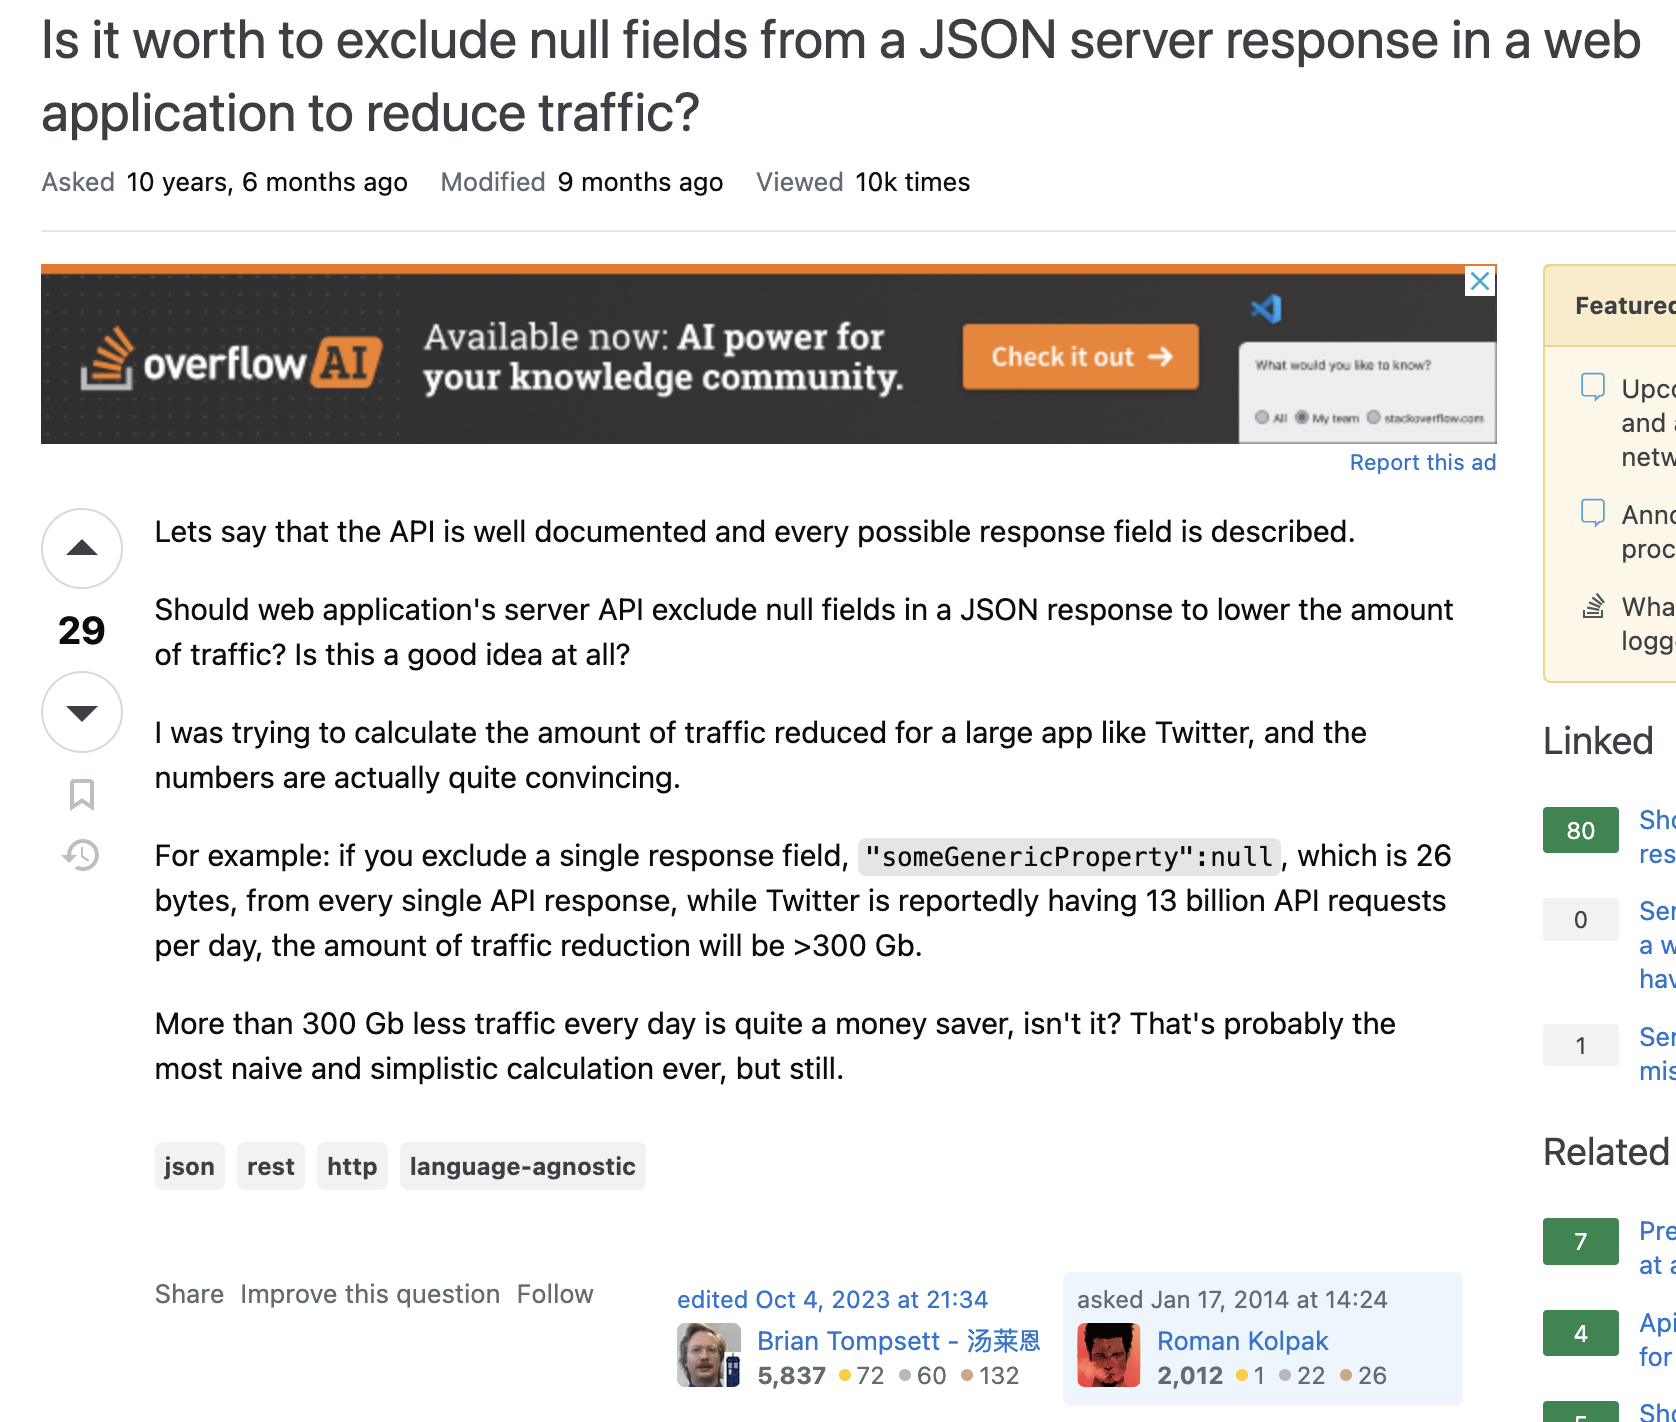 Is it worth to exclude null fields from a JSON server response in a web
application to reduce traffic?
Asked 10 years, 6 months ago Modified 9 months ago Viewed 10k times
overflowAI
Available now: AI power for
your knowledge community.
Check it out →
What would you like to know?
All My team stackoverflow.com
Report this ad
29
Lets say that the API is well documented and every possible response field is described.
Should web application's server API exclude null fields in a JSON response to lower the amount
of traffic? Is this a good idea at all?
I was trying to calculate the amount of traffic reduced for a large app like Twitter, and the
numbers are actually quite convincing.
For example: if you exclude a single response field, "someGenericProperty":null, which is 26
bytes, from every single API response, while Twitter is reportedly having 13 billion API requests
per day, the amount of traffic reduction will be >300 Gb.
More than 300 Gb less traffic every day is quite a money saver, isn't it? That's probably the
most naive and simplistic calculation ever, but still.
json rest http language-agnostic
Share Improve this question Follow
edited Oct 4, 2023 at 21:34
Brian Tompsett - 汤莱恩
5,837 72 60 132
asked Jan 17, 2014 at 14:24
Roman Kolpak
2,012 1 22 26
Featured
Upco
and a
netw
Anno
proc
Wha
logg
Linked
80 Sho
res
0 Ser
a w
hav
1 Ser
mis
Related
7 Pre
at a
4 Api
for
5 Sho